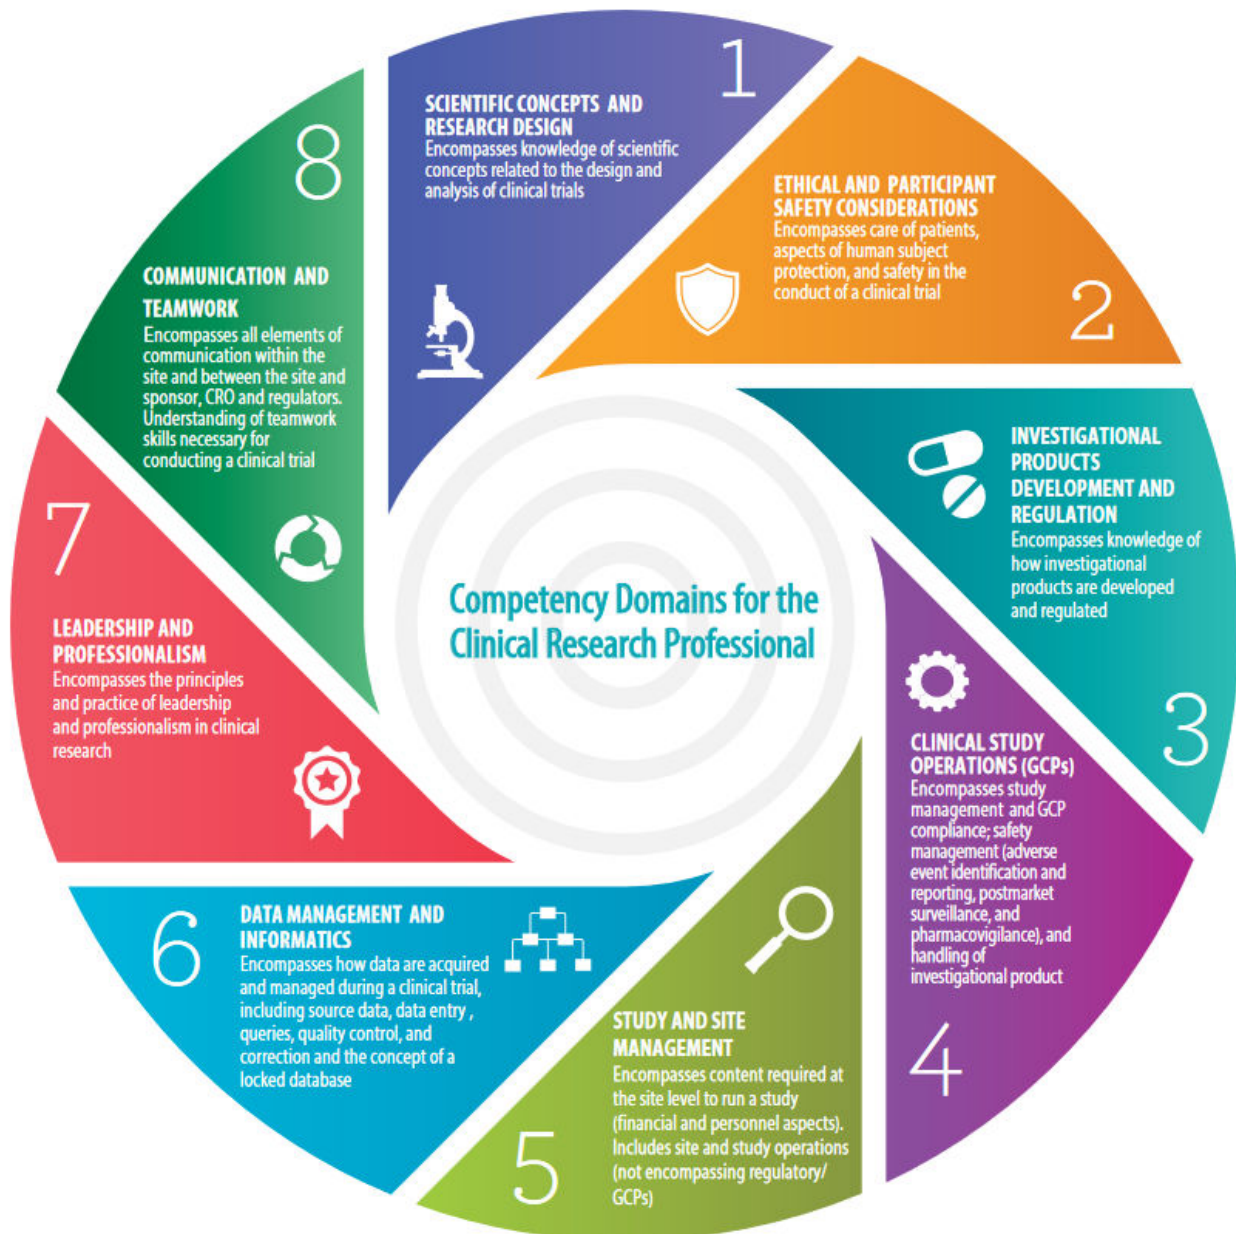 1
SCIENTIFIC CONCEPTS AND
RESEARCH DESIGN
Encompasses knowledge of scientific
concepts related to the design and
analysis of clinical trials
2
ETHICAL AND PARTICIPANT
SAFETY CONSIDERATIONS
Encompasses care of patients,
aspects of human subject
protection, and safety in the
conduct of a clinical trial
3
INVESTIGATIONAL
PRODUCTS
DEVELOPMENT AND
REGULATION
Encompasses knowledge of
how investigational
products are developed
and regulated
4
CLINICAL STUDY
OPERATIONS (GCPs)
Encompasses study
management and GCP
compliance; safety
management (adverse
event identification and
reporting, postmarket
surveillance, and
pharmacovigilance), and
handling of
investigational product
5
STUDY AND SITE
MANAGEMENT
Encompasses content required at
the site level to run a study
(financial and personnel aspects).
Includes site and study operations
(not encompassing regulatory/
GCPs)
6
DATA MANAGEMENT AND
INFORMATICS
Encompasses how data are acquired
and managed during a clinical trial,
including source data, data entry ,
queries, quality control, and
correction and the concept of a
locked database
7
LEADERSHIP AND
PROFESSIONALISM
Encompasses the principles
and practice of leadership
and professionalism in clinical
research
8
COMMUNICATION AND
TEAMWORK
Encompasses all elements of
communication within the
site and between the site and
sponsor, CRO and regulators.
Understanding of teamwork
skills necessary for
conducting a clinical trial
Competency Domains for the
Clinical Research Professional